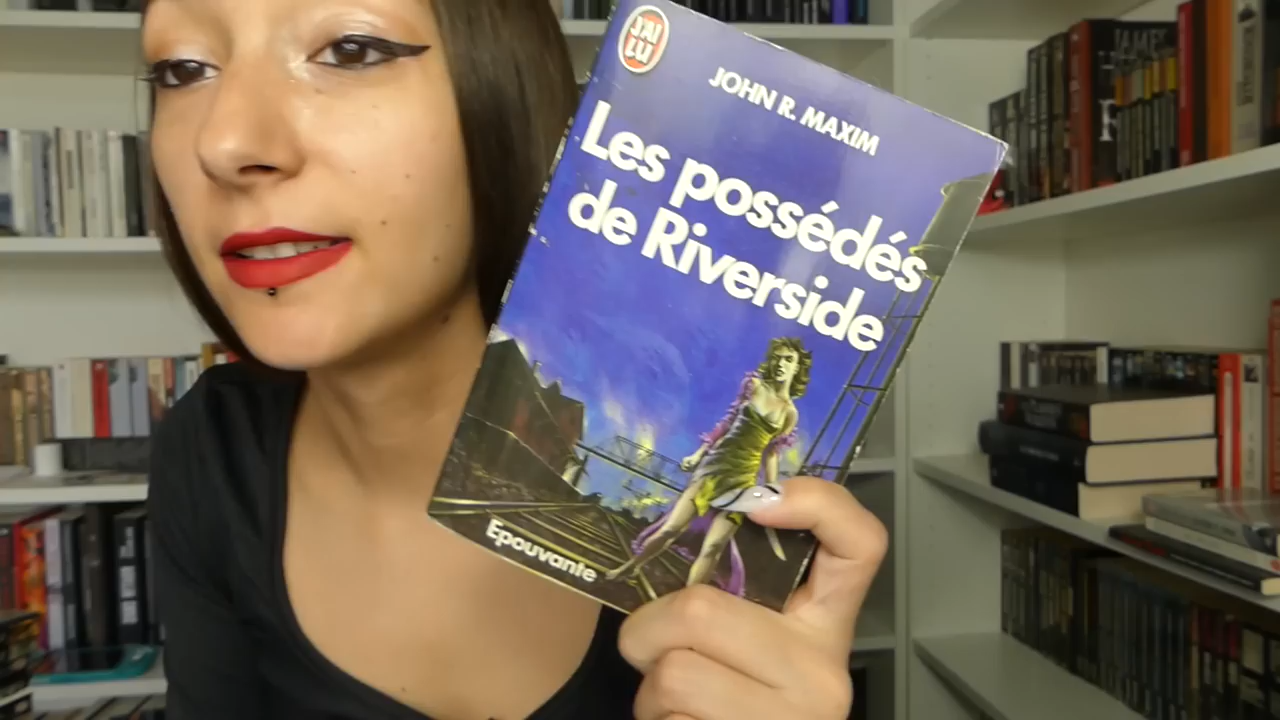 J'AI
LU
JOHN R. MAXIM
Les possédés
de Riverside
Epouvante